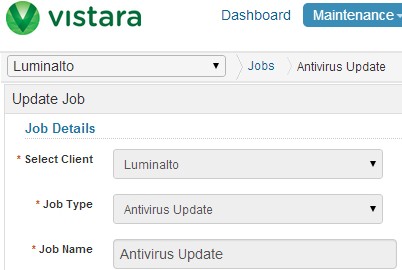 vistara Dashboard Maintenance
Luminalto Jobs Antivirus Update
Update Job
Job Details
* Select Client Luminalto
* Job Type Antivirus Update
* Job Name Antivirus Update